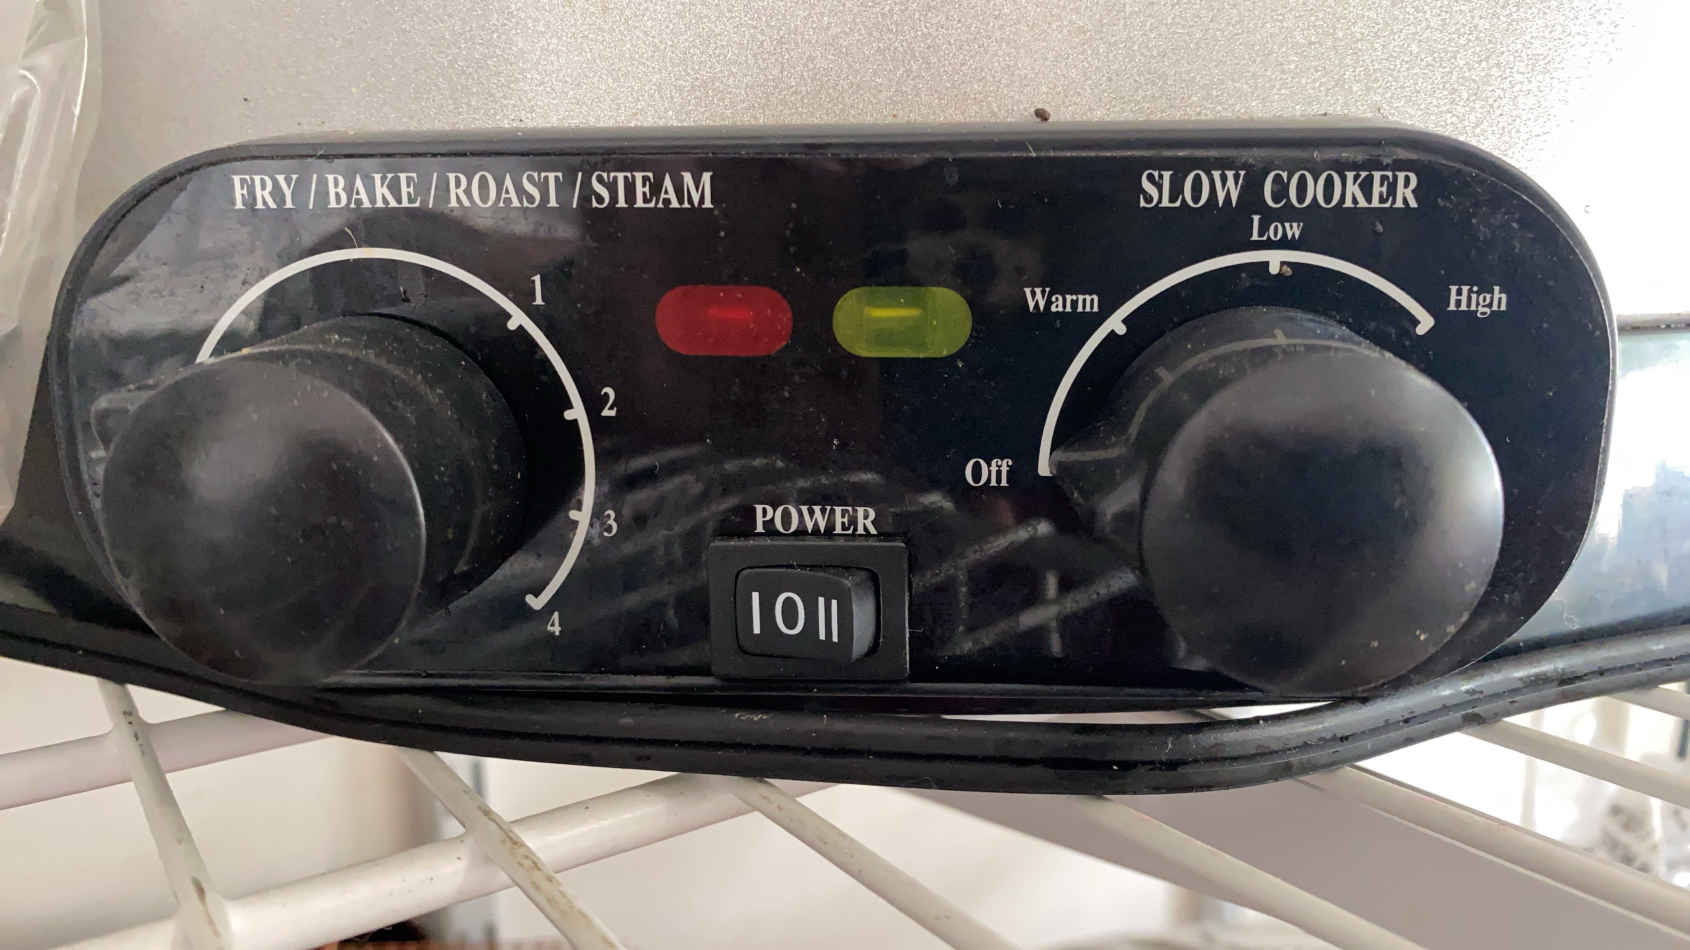 FRY / BAKE / ROAST / STEAM
1
2
3
4
POWER
I O II
SLOW COOKER
Off
Warm
Low
High